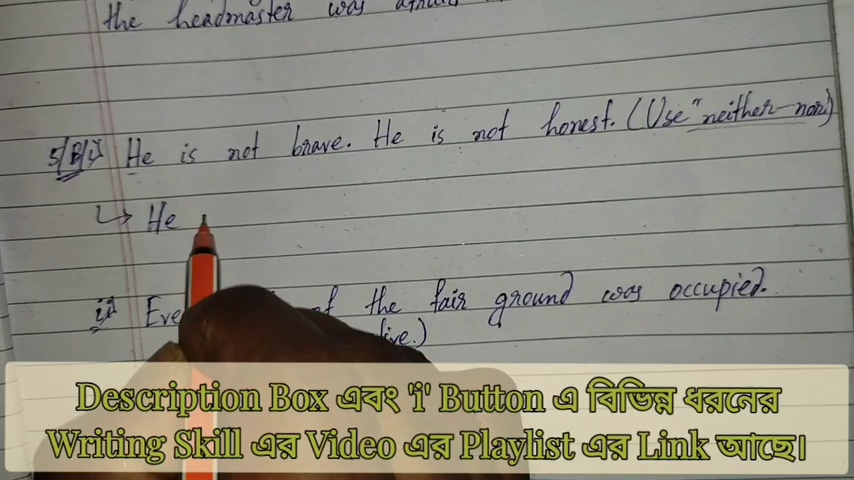 the headmaster was afraid
5/B/i) He is not brave. He is not honest. (Use "neither-nor.)
↳ He
ii) of the fair ground was occupied.
Description Box এবং 'i' Button এ বিভিন্ন ধরনের
Writing Skill এর Video এর Playlist এর Link আছে।